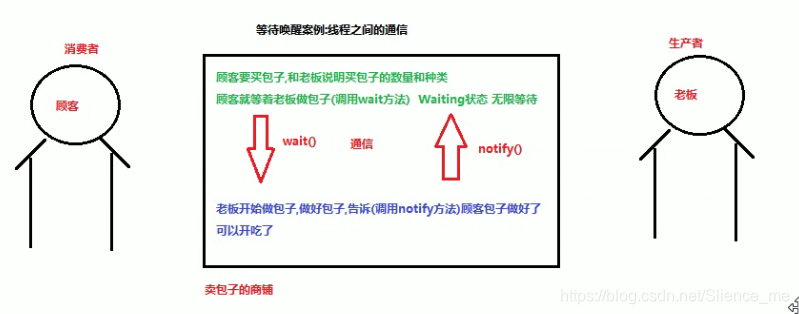 等待唤醒案例:线程之间的通信
消费者
生产者
顾客
老板
顾客要买包子,和老板说明买包子的数量和种类
顾客就等着老板做包子(调用wait方法) Waiting状态 无限等待
wait()
通信
notify()
老板开始做包子,做好包子,告诉(调用notify方法)顾客包子做好了
可以开吃了
卖包子的商铺
https://blog.csdn.net/Slience_me